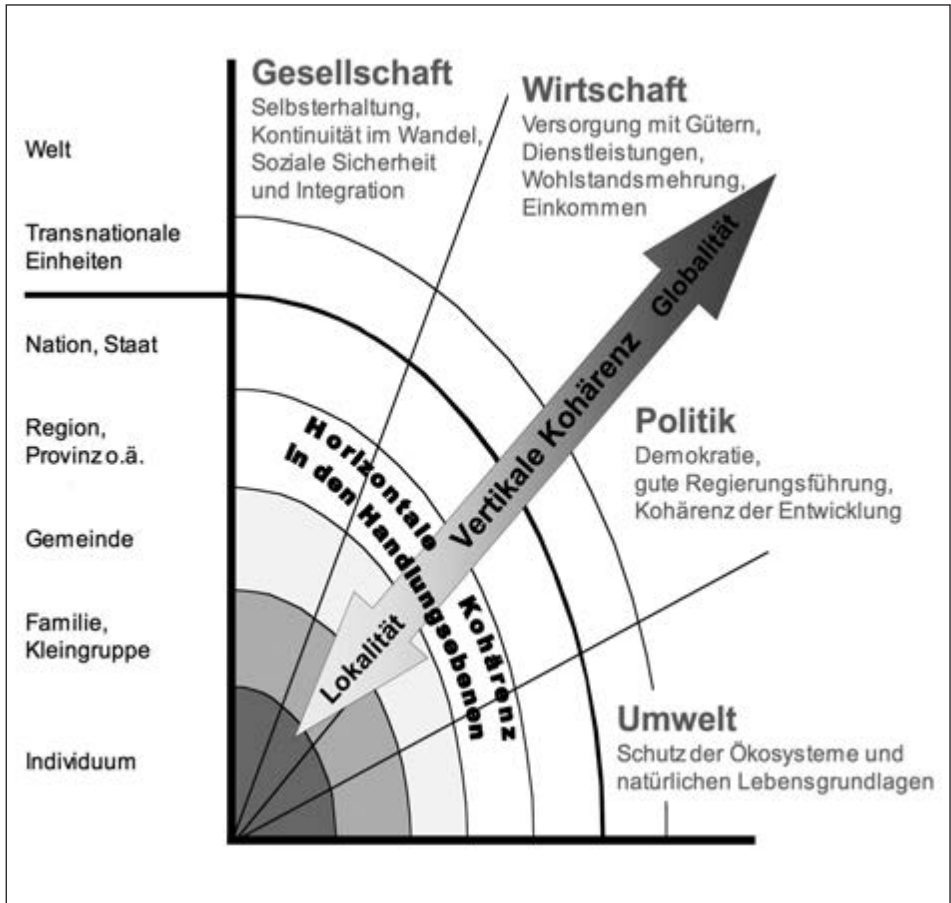 Gesellschaft
Selbsterhaltung,
Kontinuität im Wandel,
Soziale Sicherheit
und Integration
Wirtschaft
Versorgung mit Gütern,
Dienstleistungen,
Wohlstandsmehrung,
Einkommen
Welt
Transnationale
Einheiten
Nation, Staat
Region,
Provinz o.ä.
Gemeinde
Familie,
Kleingruppe
Individuum
Globalität
Vertikale Kohärenz
Lokalität
Horizontale Kohärenz
in den Handlungsebenen
Politik
Demokratie,
gute Regierungsführung,
Kohärenz der Entwicklung
Umwelt
Schutz der Ökosysteme und
natürlichen Lebensgrundlagen